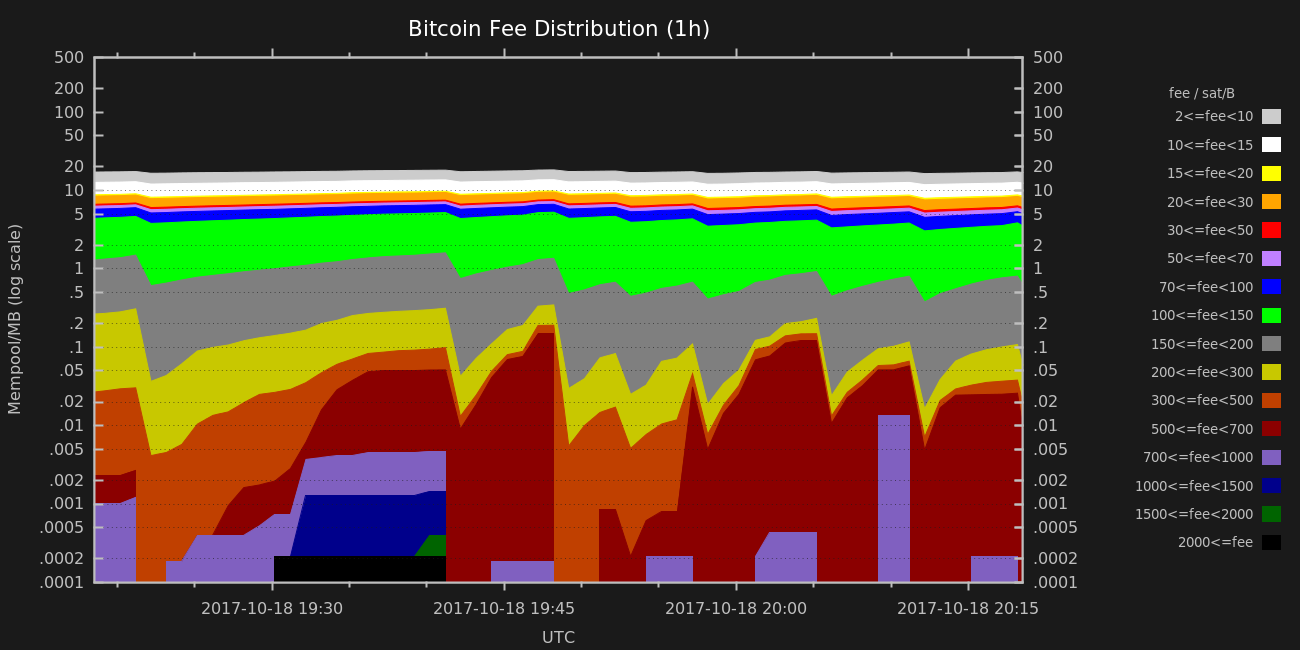 Bitcoin Fee Distribution (1h)
500
200
100
50
20
10
5
2
1
.5
.2
.1
.05
.02
.01
.005
.002
.001
.0005
.0002
.0001
Mempool/MB (log scale)
500
200
100
50
20
10
5
2
1
.5
.2
.1
.05
.02
.01
.005
.002
.001
.0005
.0002
.0001
2017-10-18 19:30
2017-10-18 19:45
2017-10-18 20:00
2017-10-18 20:15
UTC
fee / sat/B
2<=fee<10
10<=fee<15
15<=fee<20
20<=fee<30
30<=fee<50
50<=fee<70
70<=fee<100
100<=fee<150
150<=fee<200
200<=fee<300
300<=fee<500
500<=fee<700
700<=fee<1000
1000<=fee<1500
1500<=fee<2000
2000<=fee